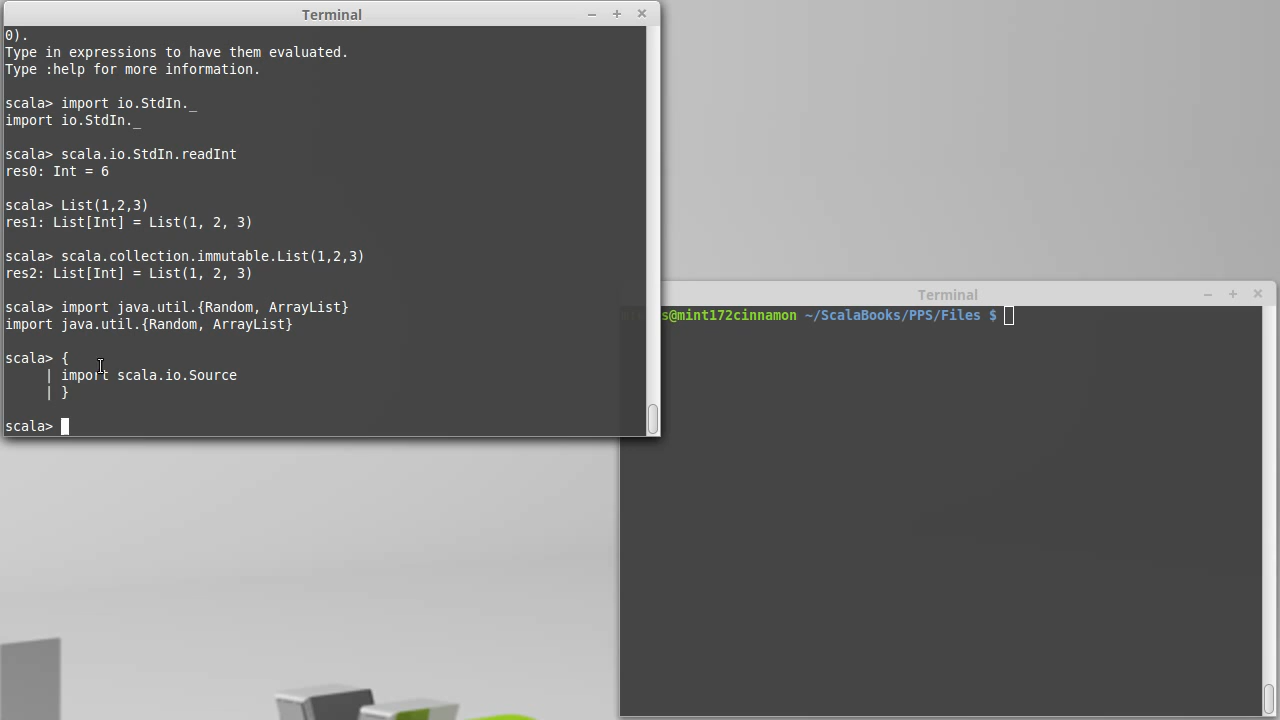 Terminal
0).
Type in expressions to have them evaluated.
Type :help for more information.
scala> import io.StdIn._
import io.StdIn._
scala> scala.io.StdIn.readInt
res0: Int = 6
scala> List(1,2,3)
res1: List[Int] = List(1, 2, 3)
scala> scala.collection.immutable.List(1,2,3)
res2: List[Int] = List(1, 2, 3)
scala> import java.util.{Random, ArrayList}
import java.util.{Random, ArrayList}
scala> {
| import scala.io.Source
| }
scala>
Terminal
s@mint172cinnamon ~/ScalaBooks/PPS/Files $